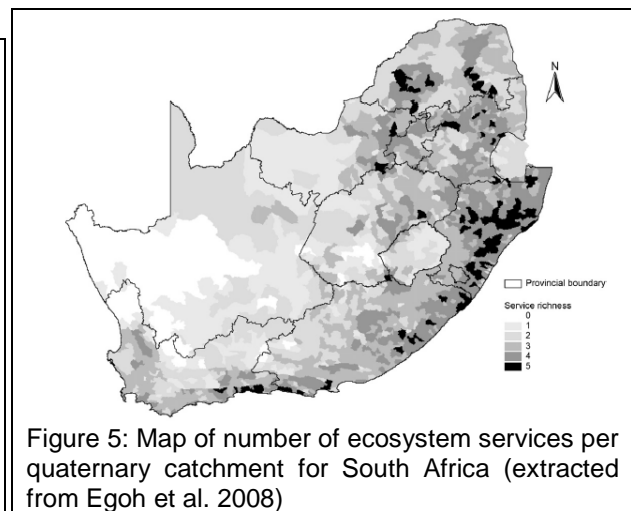 N
Provincial boundary
Service richness
0
1
2
3
4
5
Figure 5: Map of number of ecosystem services per
quaternary catchment for South Africa (extracted
from Egoh et al. 2008)